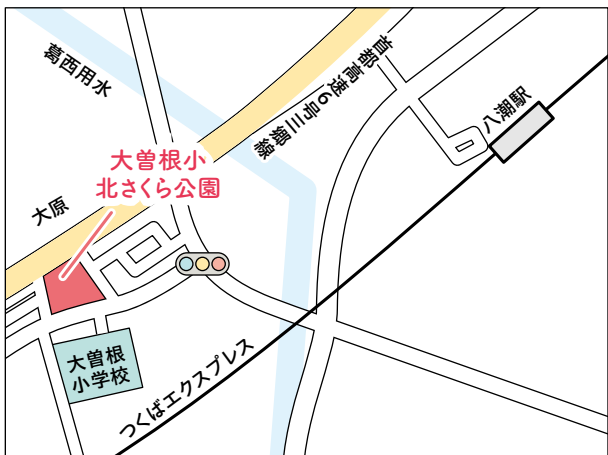 葛西用水
首都高速6号三郷線
八潮駅
大曽根小
北さくら公園
大原
大曽根
小学校
つくばエクスプレス